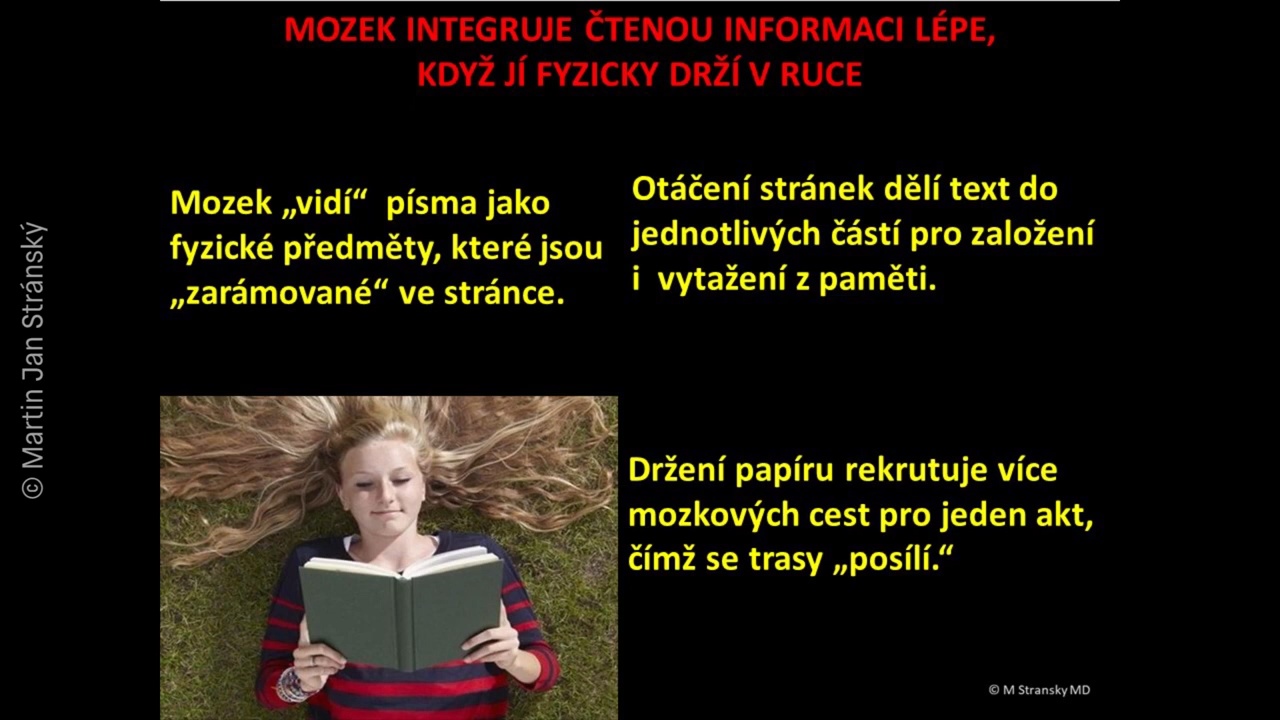 MOZEK INTEGRUJE ČTENOU INFORMACI LÉPE,
KDYŽ JÍ FYZICKY DRŽÍ V RUCE
Mozek „vidí“ písma jako
fyzické předměty, které jsou
„zarámované“ ve stránce.
Otáčení stránek dělí text do
jednotlivých částí pro založení
i vytažení z paměti.
Držení papíru rekrutuje více
mozkových cest pro jeden akt,
čímž se trasy „posílí.“
© M Stransky MD
© Martin Jan Stránský